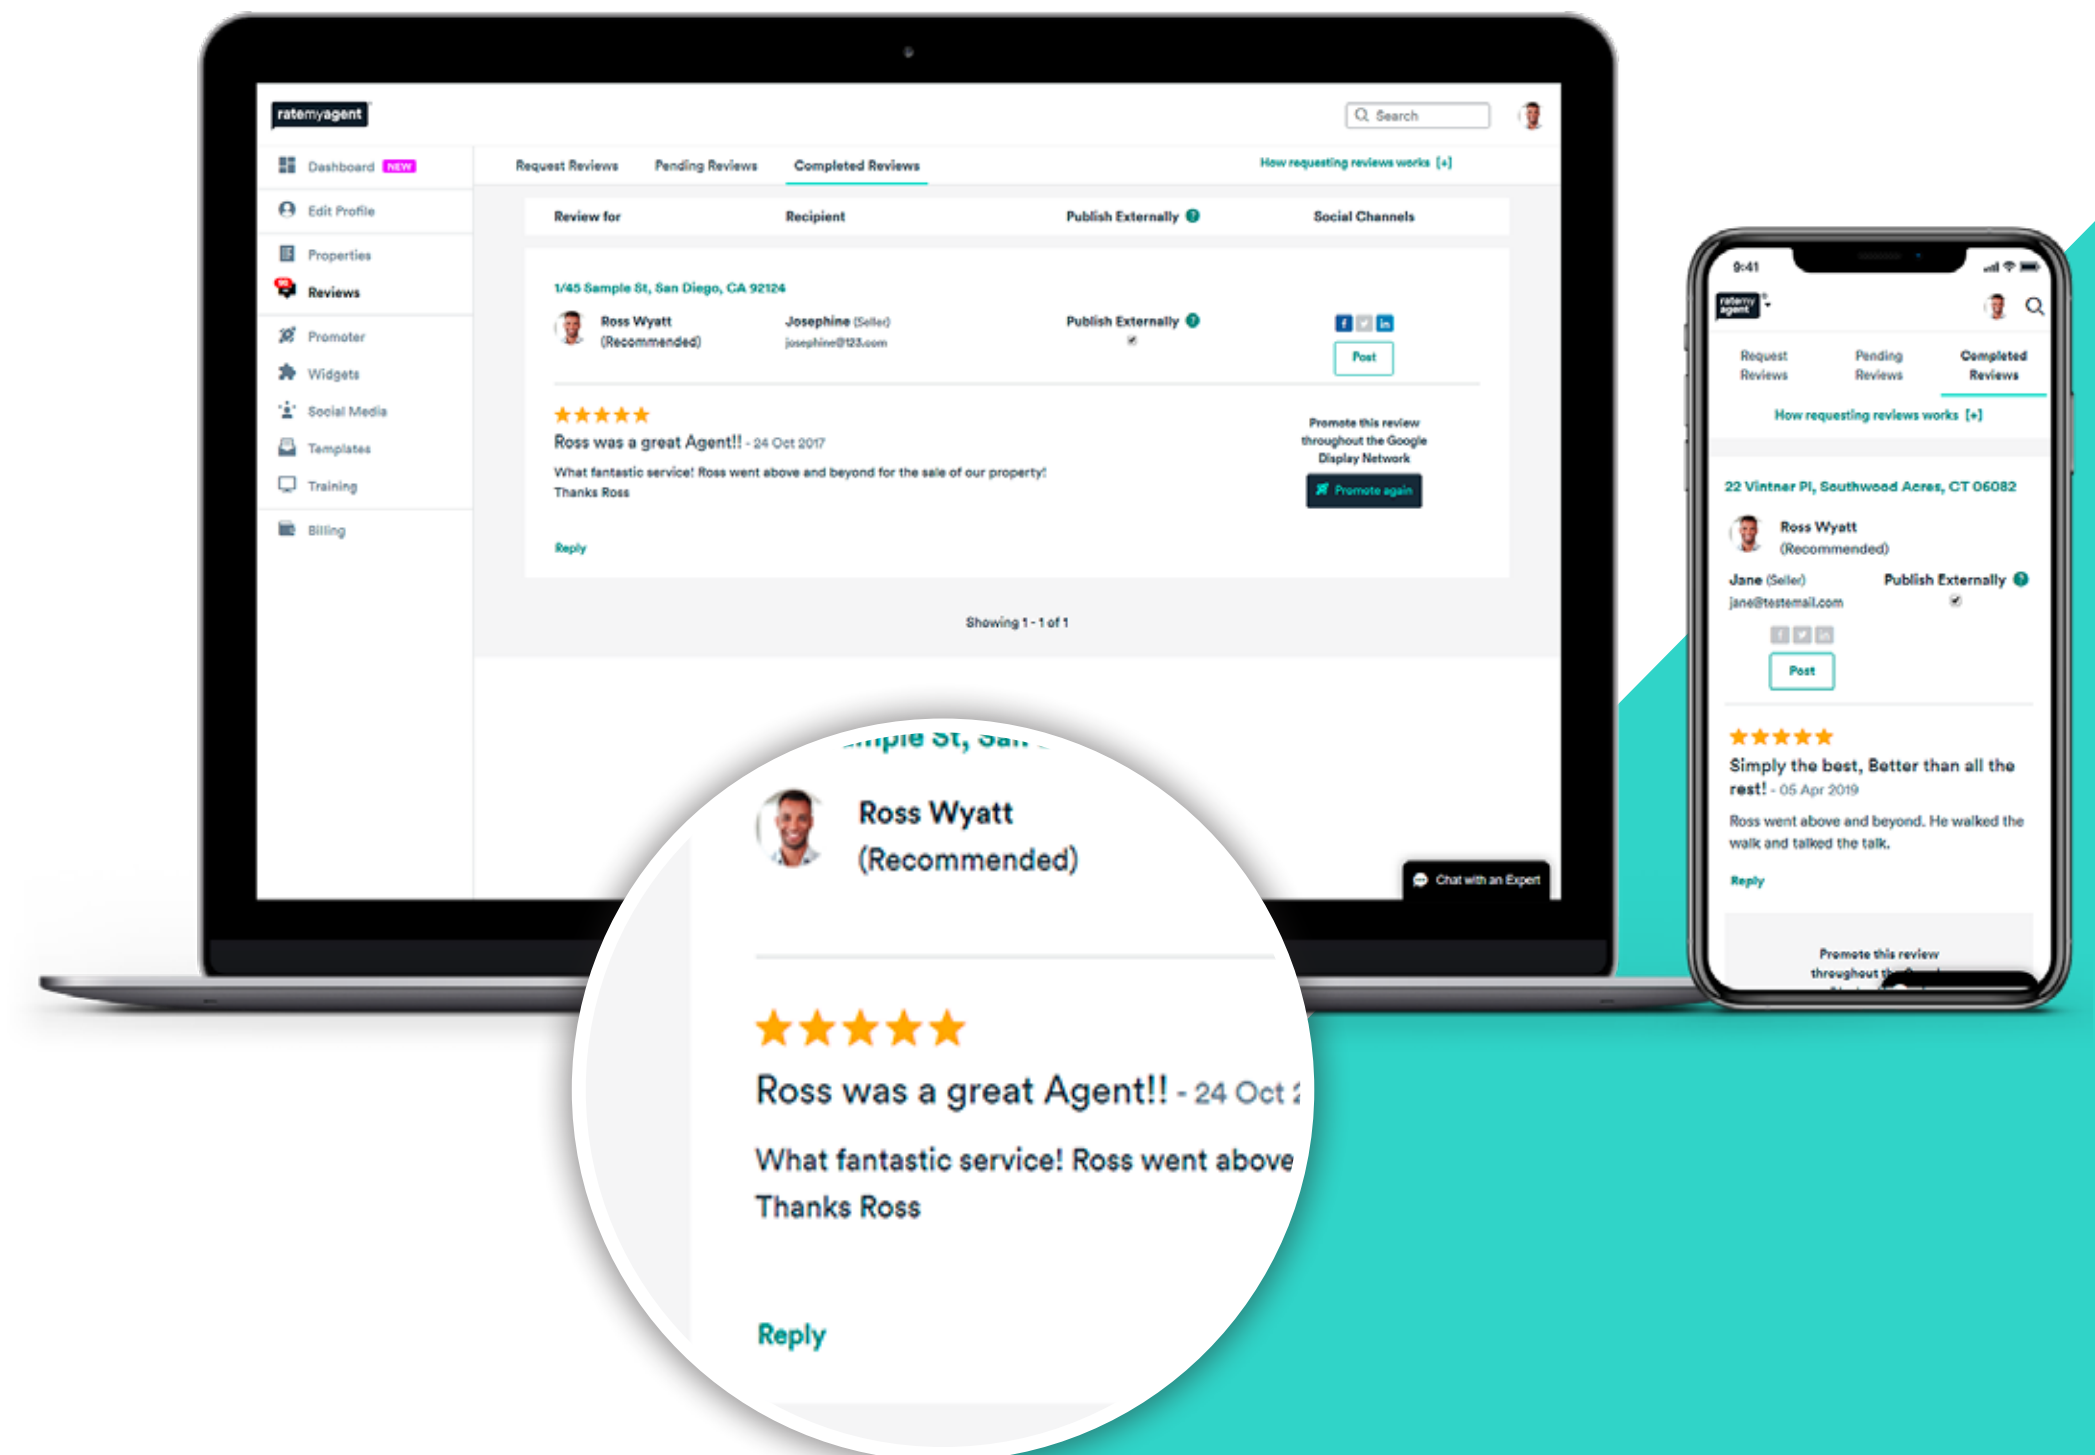 ratemyagent
Search
Dashboard NEW
Edit Profile
Properties
Reviews
Promoter
Widgets
Social Media
Templates
Training
Billing
Request Reviews Pending Reviews Completed Reviews How requesting reviews works [+]
Review for Recipient Publish Externally ? Social Channels
1/45 Sample St, San Diego, CA 92124
Ross Wyatt Josephine (Seller) Publish Externally ?
(Recommended) josephine@123.com
Post
Ross was a great Agent!! - 24 Oct 2017
What fantastic service! Ross went above and beyond for the sale of our property!
Thanks Ross
Promote this review
throughout the Google
Display Network
Promote again
Reply
Showing 1 - 1 of 1
Chat with an Expert
Ross Wyatt
(Recommended)
Ross was a great Agent!! - 24 Oct
What fantastic service! Ross went above
Thanks Ross
Reply
9:41
ratemy
agent
Request Pending Completed
Reviews Reviews Reviews
How requesting reviews works [+]
22 Vintner Pl, Southwood Acres, CT 06082
Ross Wyatt
(Recommended)
Jane (Seller) Publish Externally ?
jane@testemail.com
Post
Simply the best, Better than all the
rest! - 05 Apr 2019
Ross went above and beyond. He walked the
walk and talked the talk.
Reply
Promote this review
throughout